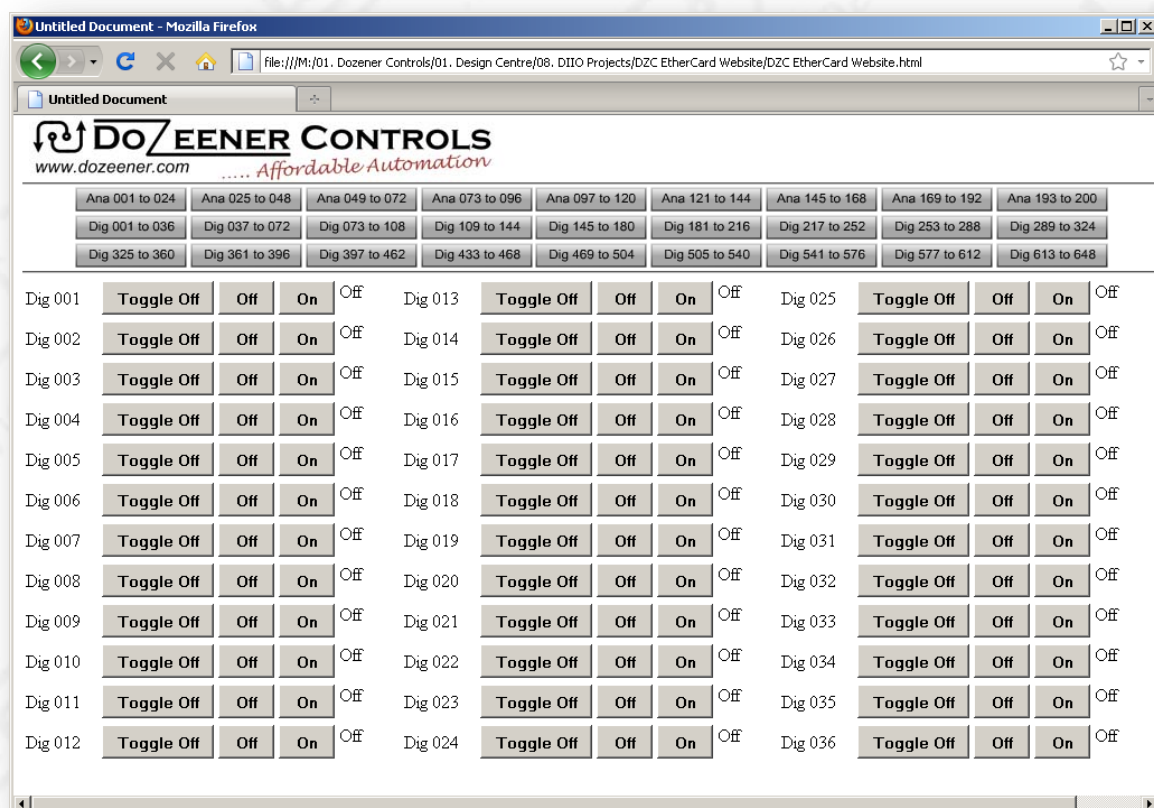 Untitled Document - Mozilla Firefox
file:///M:/01. Dozener Controls/01. Design Centre/08. DIIO Projects/DZC EtherCard Website/DZC EtherCard Website.html
Untitled Document
DOZEENER CONTROLS
www.dozeener.com ..... Affordable Automation
Ana 001 to 024 Ana 025 to 048 Ana 049 to 072 Ana 073 to 096 Ana 097 to 120 Ana 121 to 144 Ana 145 to 168 Ana 169 to 192 Ana 193 to 200
Dig 001 to 036 Dig 037 to 072 Dig 073 to 108 Dig 109 to 144 Dig 145 to 180 Dig 181 to 216 Dig 217 to 252 Dig 253 to 288 Dig 289 to 324
Dig 325 to 360 Dig 361 to 396 Dig 397 to 462 Dig 433 to 468 Dig 469 to 504 Dig 505 to 540 Dig 541 to 576 Dig 577 to 612 Dig 613 to 648
Dig 001 Toggle Off Off On Off Dig 013 Toggle Off Off On Off Dig 025 Toggle Off Off On Off
Dig 002 Toggle Off Off On Off Dig 014 Toggle Off Off On Off Dig 026 Toggle Off Off On Off
Dig 003 Toggle Off Off On Off Dig 015 Toggle Off Off On Off Dig 027 Toggle Off Off On Off
Dig 004 Toggle Off Off On Off Dig 016 Toggle Off Off On Off Dig 028 Toggle Off Off On Off
Dig 005 Toggle Off Off On Off Dig 017 Toggle Off Off On Off Dig 029 Toggle Off Off On Off
Dig 006 Toggle Off Off On Off Dig 018 Toggle Off Off On Off Dig 030 Toggle Off Off On Off
Dig 007 Toggle Off Off On Off Dig 019 Toggle Off Off On Off Dig 031 Toggle Off Off On Off
Dig 008 Toggle Off Off On Off Dig 020 Toggle Off Off On Off Dig 032 Toggle Off Off On Off
Dig 009 Toggle Off Off On Off Dig 021 Toggle Off Off On Off Dig 033 Toggle Off Off On Off
Dig 010 Toggle Off Off On Off Dig 022 Toggle Off Off On Off Dig 034 Toggle Off Off On Off
Dig 011 Toggle Off Off On Off Dig 023 Toggle Off Off On Off Dig 035 Toggle Off Off On Off
Dig 012 Toggle Off Off On Off Dig 024 Toggle Off Off On Off Dig 036 Toggle Off Off On Off